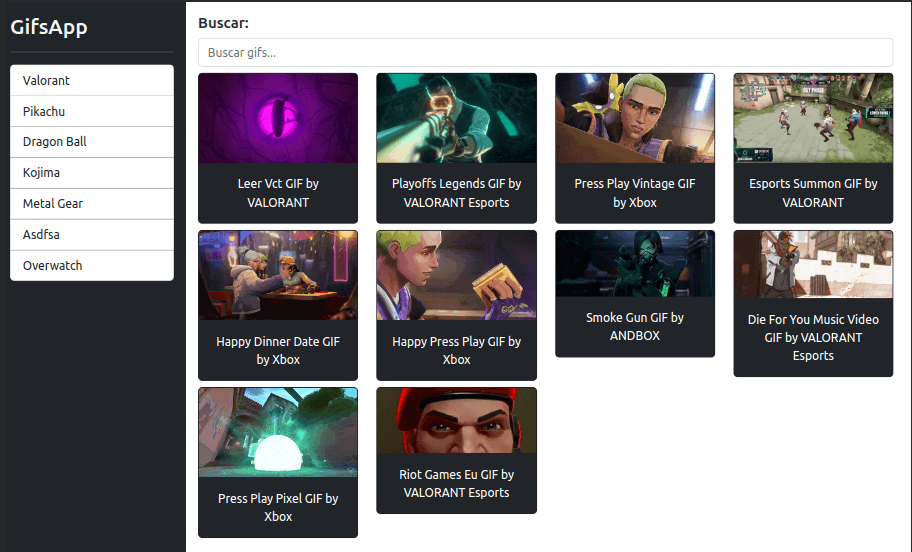 GifsApp
Valorant
Pikachu
Dragon Ball
Kojima
Metal Gear
Asdfsa
Overwatch
Buscar:
Buscar gifs...
Leer Vct GIF by
VALORANT
Playoffs Legends GIF by
VALORANT Esports
Press Play Vintage GIF
by Xbox
BUY PHASE
Esports Summon GIF by
VALORANT
Happy Dinner Date GIF
by Xbox
Happy Press Play GIF by
Xbox
Smoke Gun GIF by
ANDBOX
Die For You Music Video
GIF by VALORANT
Esports
Press Play Pixel GIF by
Xbox
Riot Games Eu GIF by
VALORANT Esports